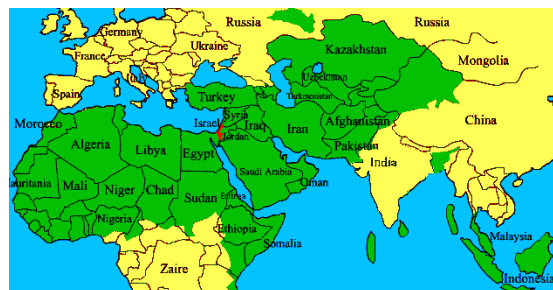 Russia
Russia
Germany
Ukraine
Kazakhstan
France
Mongolia
Italy
Uzbekistan
Spain
Turkey
Turkmenistan
China
Syria
Israel
Iraq
Iran
Afghanistan
Morocco
Jordan
Pakistan
Algeria
Libya
Egypt
India
Saudi Arabia
Oman
Mauritania
Mali
Niger
Chad
Sudan
Eritrea
Nigeria
Ethiopia
Somalia
Malaysia
Zaire
Indonesia